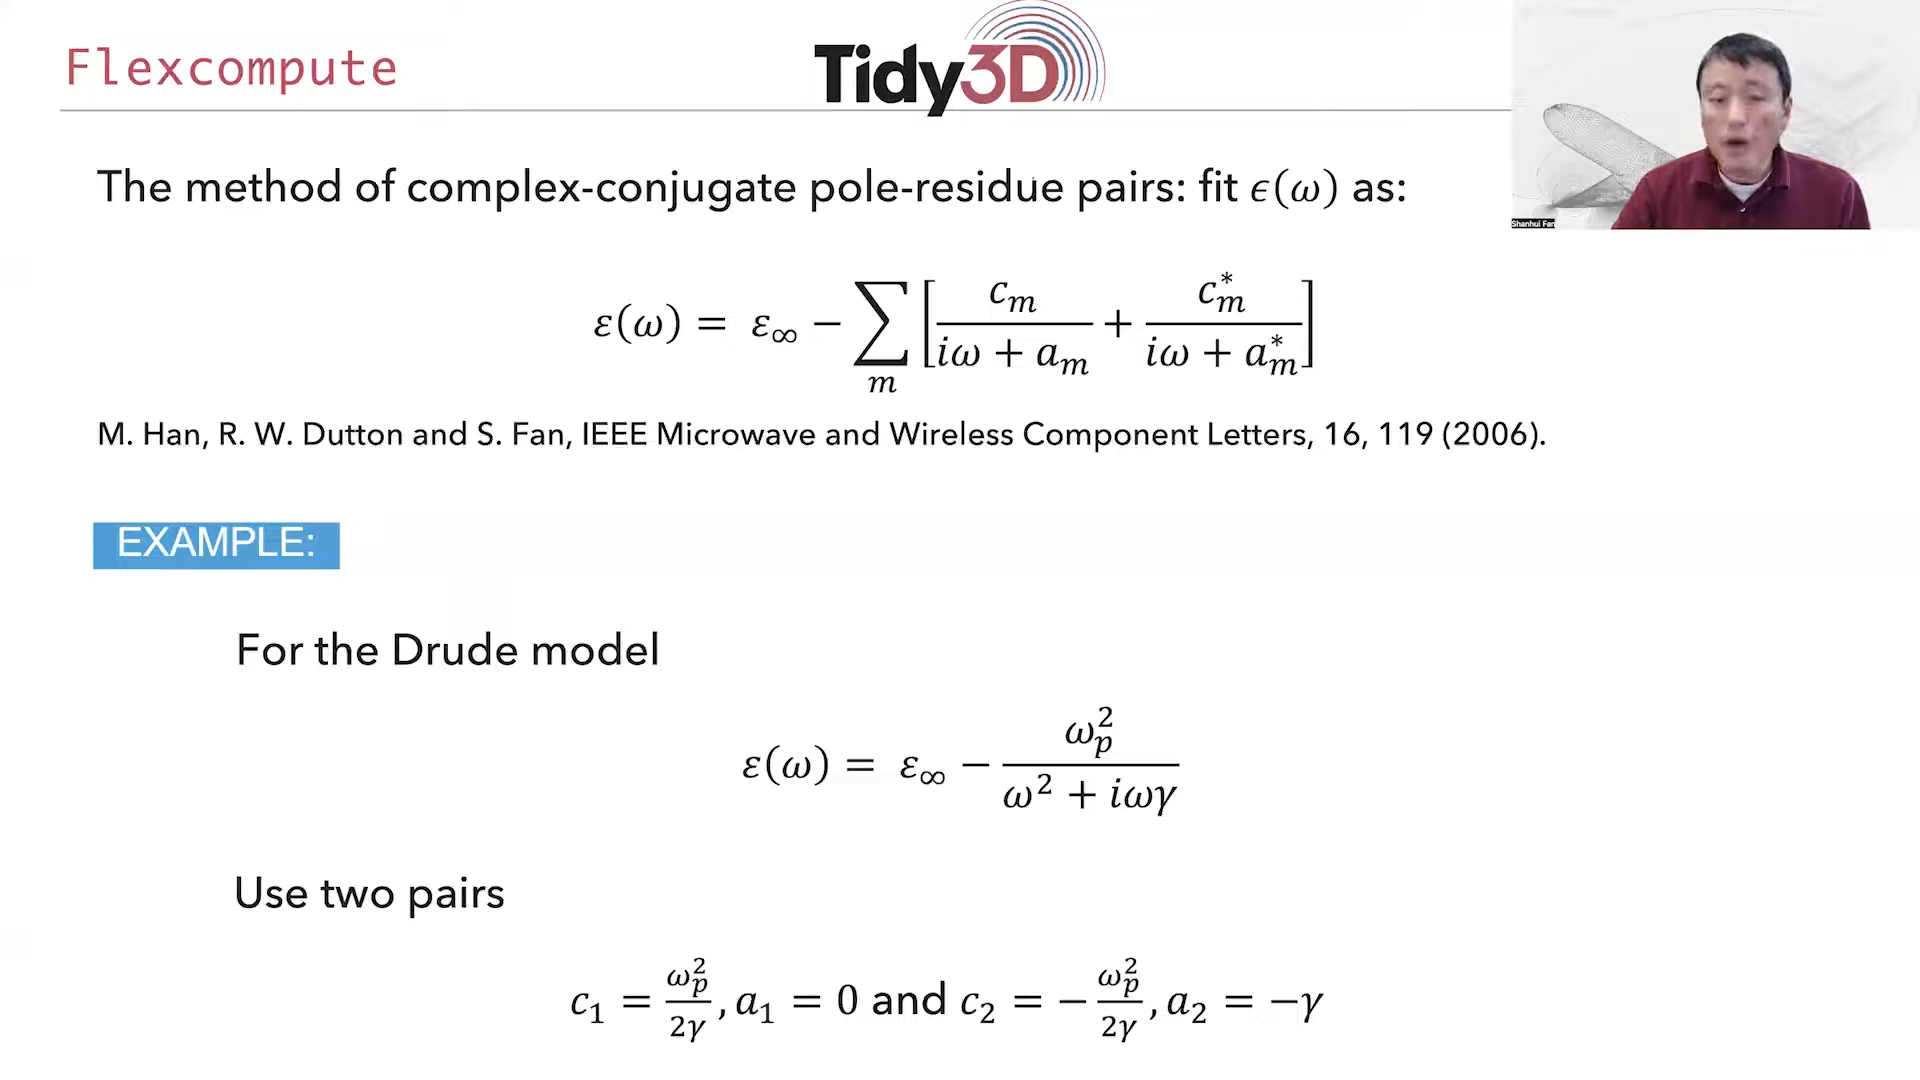 Flexcompute
Tidy3D
Shanhui Fan
The method of complex-conjugate pole-residue pairs: fit ϵ(ω) as:
ε(ω) = ε∞ − ∑ₘ [ cₘ / (iω + aₘ) + cₘ* / (iω + aₘ*) ]
M. Han, R. W. Dutton and S. Fan, IEEE Microwave and Wireless Component Letters, 16, 119 (2006).
EXAMPLE:
For the Drude model
ε(ω) = ε∞ − ωₚ² / (ω² + iωγ)
Use two pairs
c₁ = ωₚ²/2γ , a₁ = 0 and c₂ = − ωₚ²/2γ , a₂ = −γ